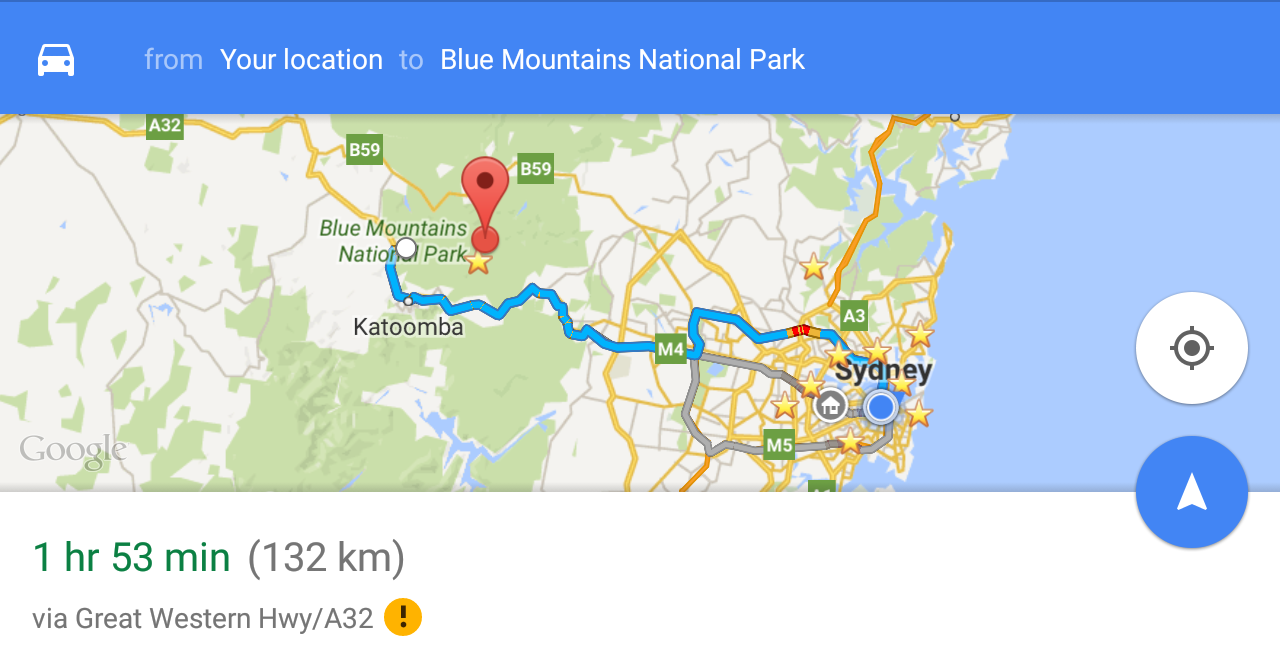 from Your location to Blue Mountains National Park
A32
B59
B59
Blue Mountains
National Park
A3
Katoomba
M4
Sydney
Google
M5
1 hr 53 min (132 km)
via Great Western Hwy/A32 !